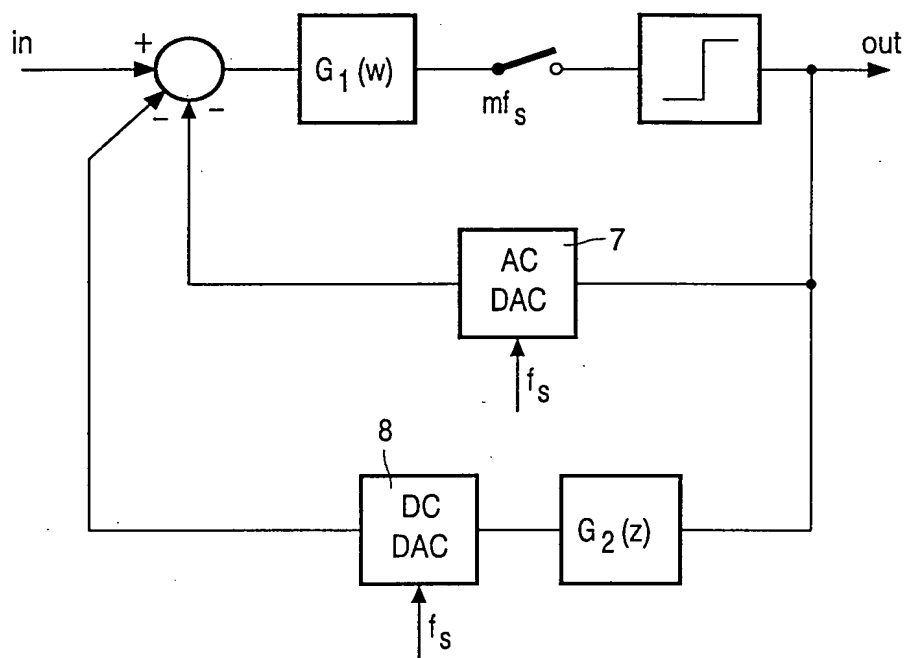 in
+
G₁(w)
mfₛ
out
−
−
7
AC
DAC
fₛ
8
DC
DAC
G₂(z)
fₛ